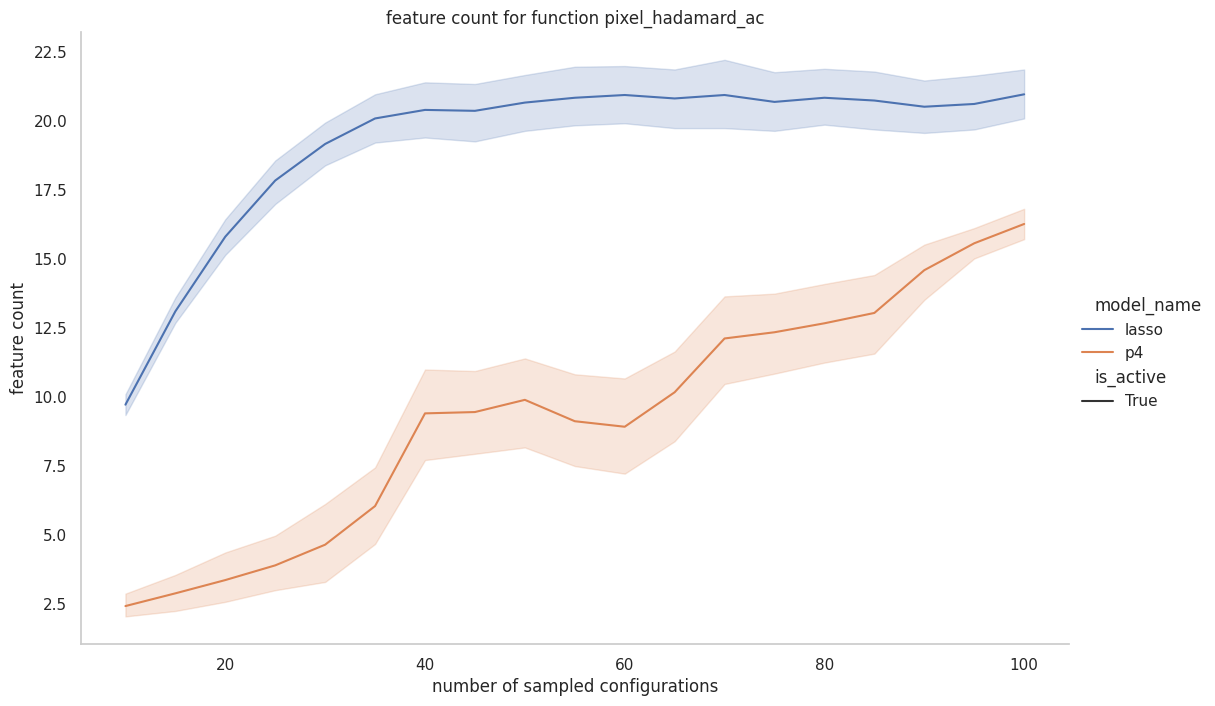 feature count for function pixel_hadamard_ac
feature count
22.5
20.0
17.5
15.0
12.5
10.0
7.5
5.0
2.5
20
40
60
80
100
number of sampled configurations
model_name
lasso
p4
is_active
True